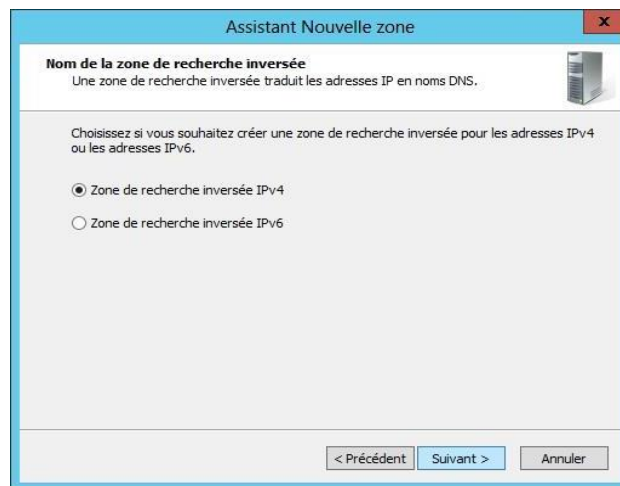 Assistant Nouvelle zone
x
Nom de la zone de recherche inversée
Une zone de recherche inversée traduit les adresses IP en noms DNS.
Choisissez si vous souhaitez créer une zone de recherche inversée pour les adresses IPv4
ou les adresses IPv6.
Zone de recherche inversée IPv4
Zone de recherche inversée IPv6
< Précédent Suivant > Annuler